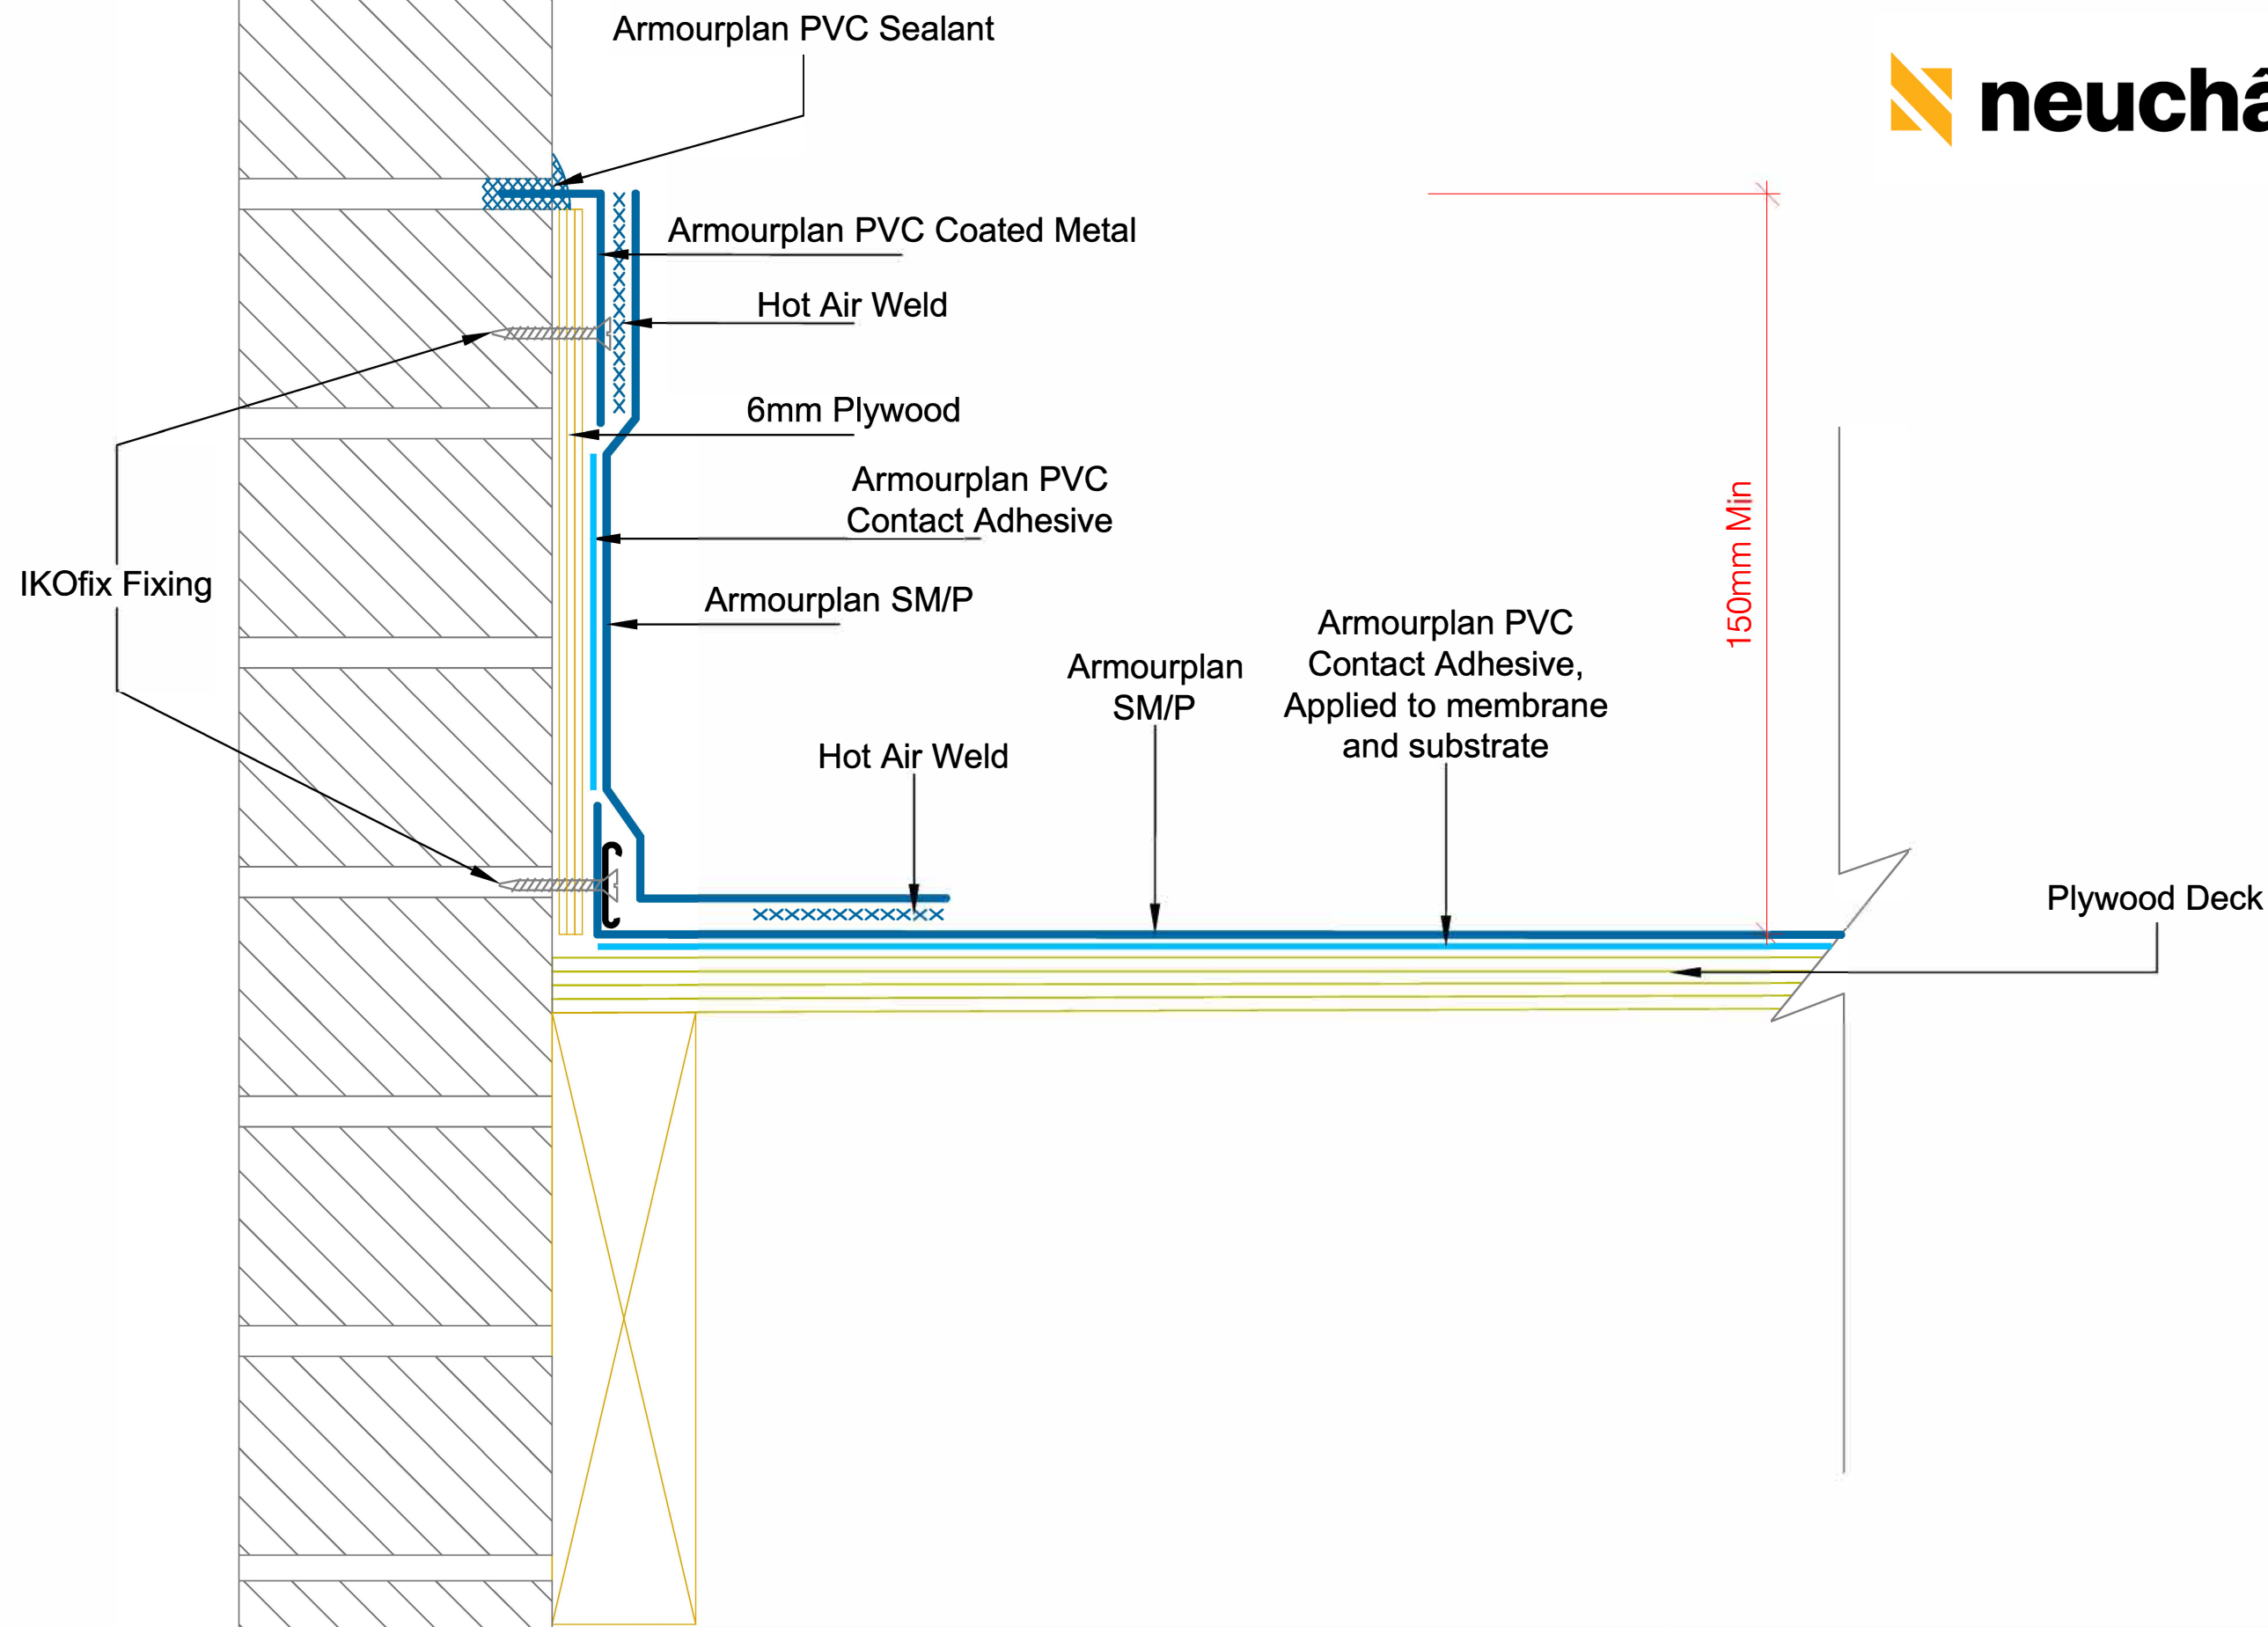 Armourplan PVC Sealant
neuchâ
Armourplan PVC Coated Metal
Hot Air Weld
6mm Plywood
Armourplan PVC
Contact Adhesive
IKOfix Fixing
Armourplan SM/P
150mm Min
Armourplan
SM/P
Armourplan PVC
Contact Adhesive,
Applied to membrane
and substrate
Hot Air Weld
Plywood Deck